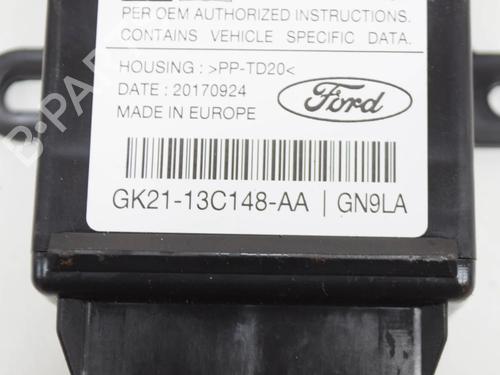 PER OEM AUTHORIZED INSTRUCTIONS.
CONTAINS VEHICLE SPECIFIC DATA.
HOUSING : >PP-TD20<
DATE : 20170924
MADE IN EUROPE
Ford
GK21-13C148-AA | GN9LA
B-PARTS